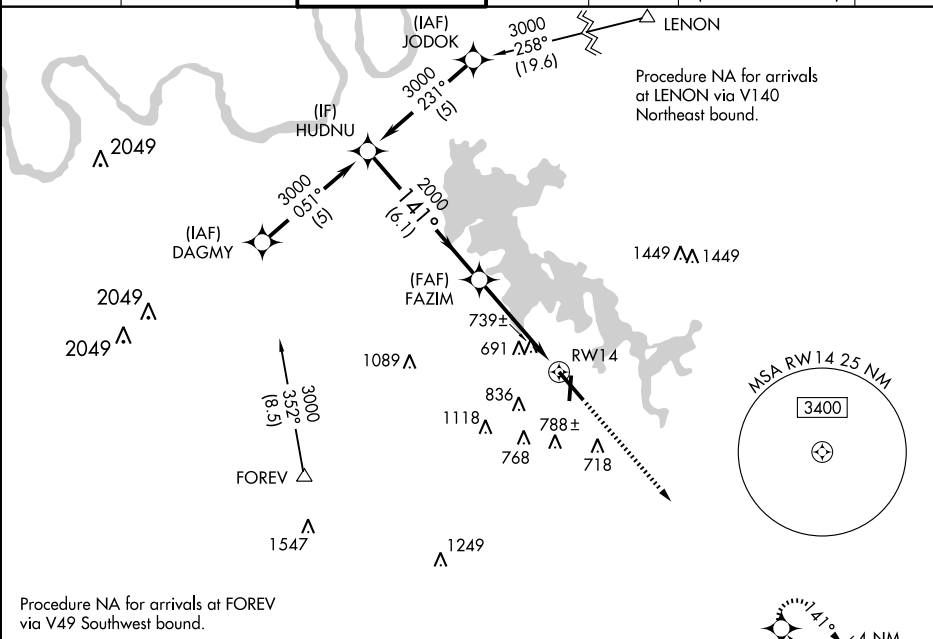 (IAF)
JODOK
3000
258°
(19.6)
LENON
Procedure NA for arrivals
at LENON via V140
Northeast bound.
3000
231°
(5)
(IF)
HUDNU
2049
3000
051°
(5)
2000
141°
(6.1)
(IAF)
DAGMY
1449
1449
(FAF)
FAZIM
2049
2049
739±
691
RW14
1089
MSA RW14 25 NM
3400
3000
352°
(8.5)
836
1118
788±
768
718
FOREV
1547
1249
Procedure NA for arrivals at FOREV
via V49 Southwest bound.
141°
4 NM